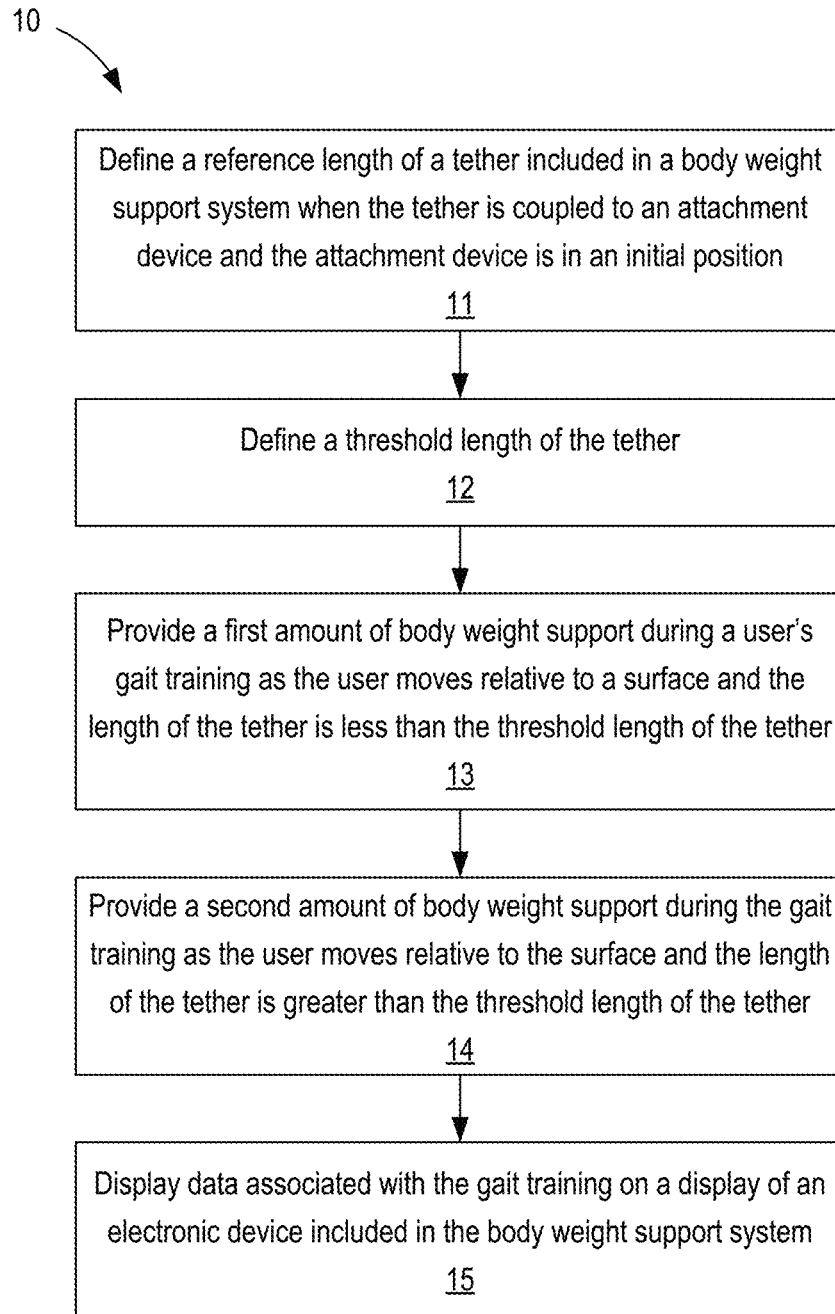 10
Define a reference length of a tether included in a body weight
support system when the tether is coupled to an attachment
device and the attachment device is in an initial position
11
Define a threshold length of the tether
12
Provide a first amount of body weight support during a user's
gait training as the user moves relative to a surface and the
length of the tether is less than the threshold length of the tether
13
Provide a second amount of body weight support during the gait
training as the user moves relative to the surface and the length
of the tether is greater than the threshold length of the tether
14
Display data associated with the gait training on a display of an
electronic device included in the body weight support system
15